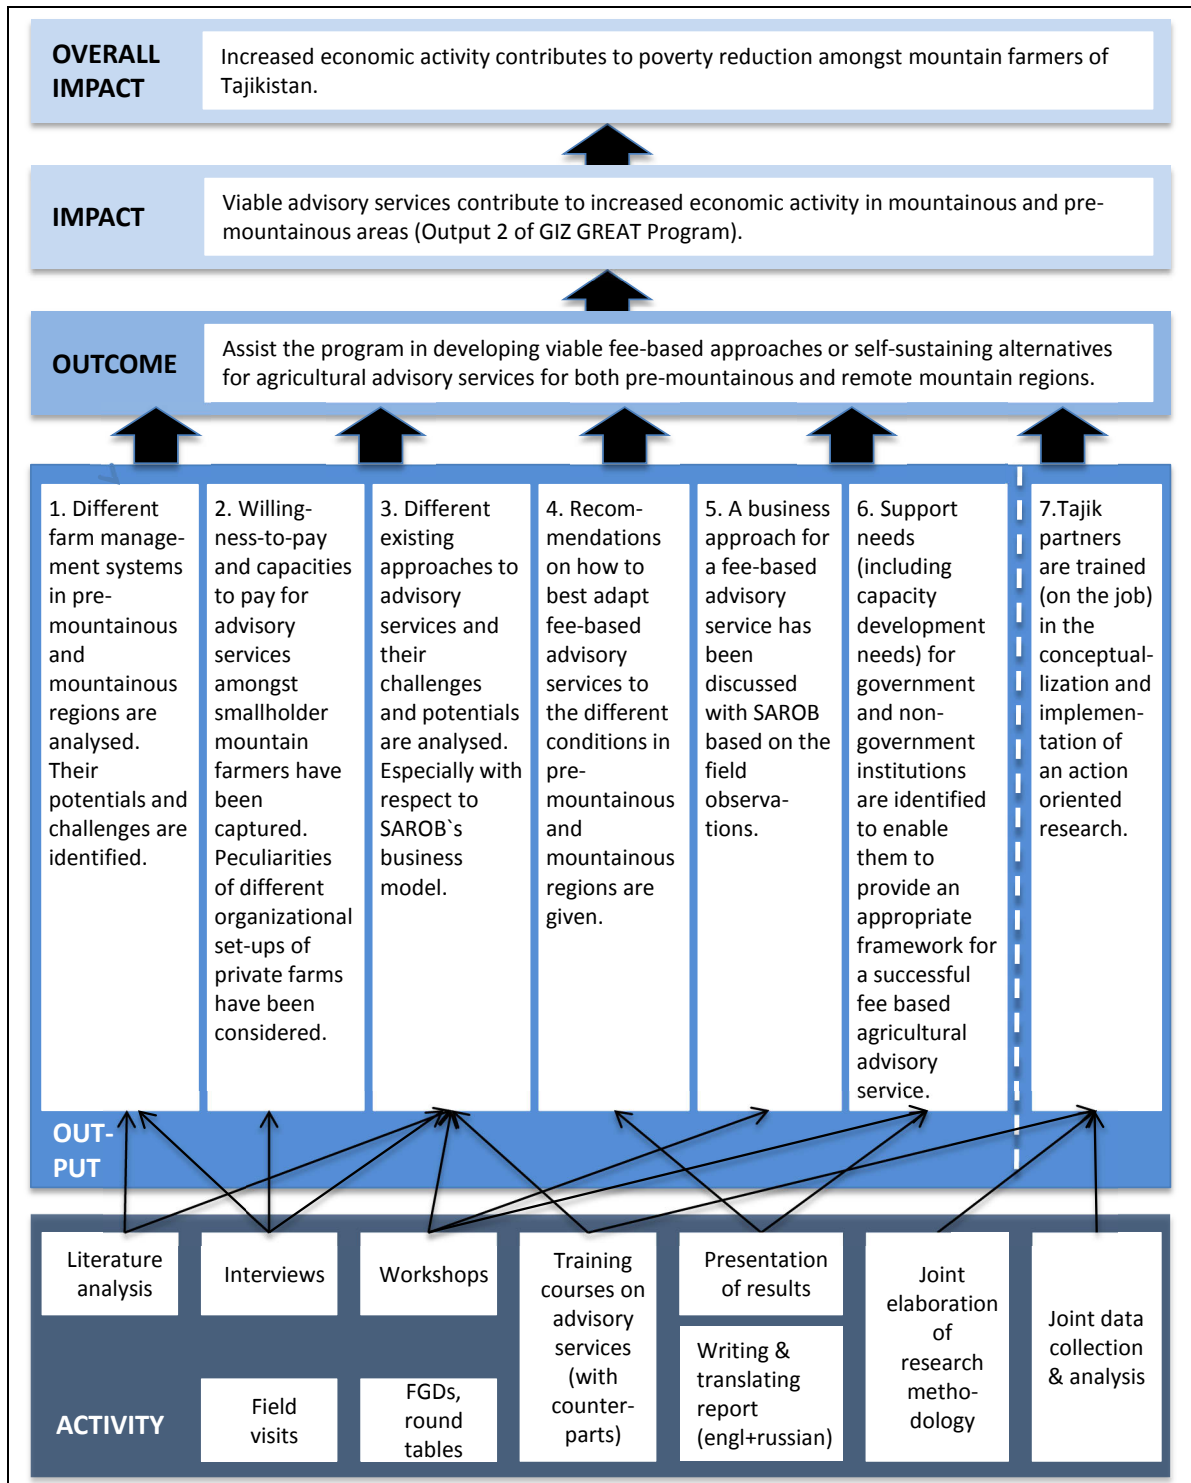 OVERALL
IMPACT
Increased economic activity contributes to poverty reduction amongst mountain farmers of
Tajikistan.
IMPACT
Viable advisory services contribute to increased economic activity in mountainous and pre-
mountainous areas (Output 2 of GIZ GREAT Program).
OUTCOME
Assist the program in developing viable fee-based approaches or self-sustaining alternatives
for agricultural advisory services for both pre-mountainous and remote mountain regions.
1. Different
farm manage-
ment systems
in pre-
mountainous
and
mountainous
regions are
analysed.
Their
potentials and
challenges are
identified.
2. Willing-
ness-to-pay
and capacities
to pay for
advisory
services
amongst
smallholder
mountain
farmers have
been
captured.
Peculiarities
of different
organizational
set-ups of
private farms
have been
considered.
3. Different
existing
approaches to
advisory
services and
their
challenges
and potentials
are analysed.
Especially with
respect to
SAROB`s
business
model.
4. Recom-
mendations
on how to
best adapt
fee-based
advisory
services to
the different
conditions in
pre-
mountainous
and
mountainous
regions are
given.
5. A business
approach for
a fee-based
advisory
service has
been
discussed
with SAROB
based on the
field
observa-
tions.
6. Support
needs
(including
capacity
development
needs) for
government
and non-
government
institutions
are identified
to enable
them to
provide an
appropriate
framework for
a successful
fee based
agricultural
advisory
service.
7.Tajik
partners
are trained
(on the job)
in the
conceptual-
lization and
implemen-
tation of
an action
oriented
research.
OUT-
PUT
Literature
analysis
Interviews
Workshops
Training
courses on
advisory
services
(with
counter-
parts)
Presentation
of results
Joint
elaboration
of
research
metho-
dology
Joint data
collection
& analysis
ACTIVITY
Field
visits
FGDs,
round
tables
Writing &
translating
report
(engl+russian)